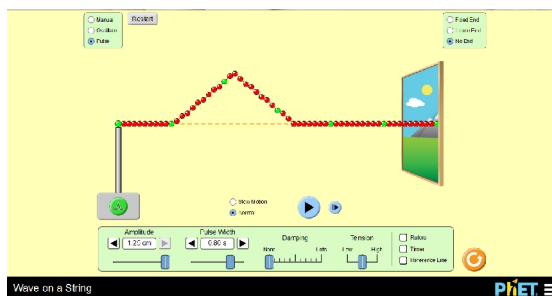 Manual
Restart
Oscillate
Pulse
Fixed End
Loose End
No End
Slow Motion
Normal
Amplitude
1.25 cm
Pulse Width
0.80 s
Damping
None
Lots
Tension
Low
High
Rulers
Timer
Reference Line
Wave on a String
PhET